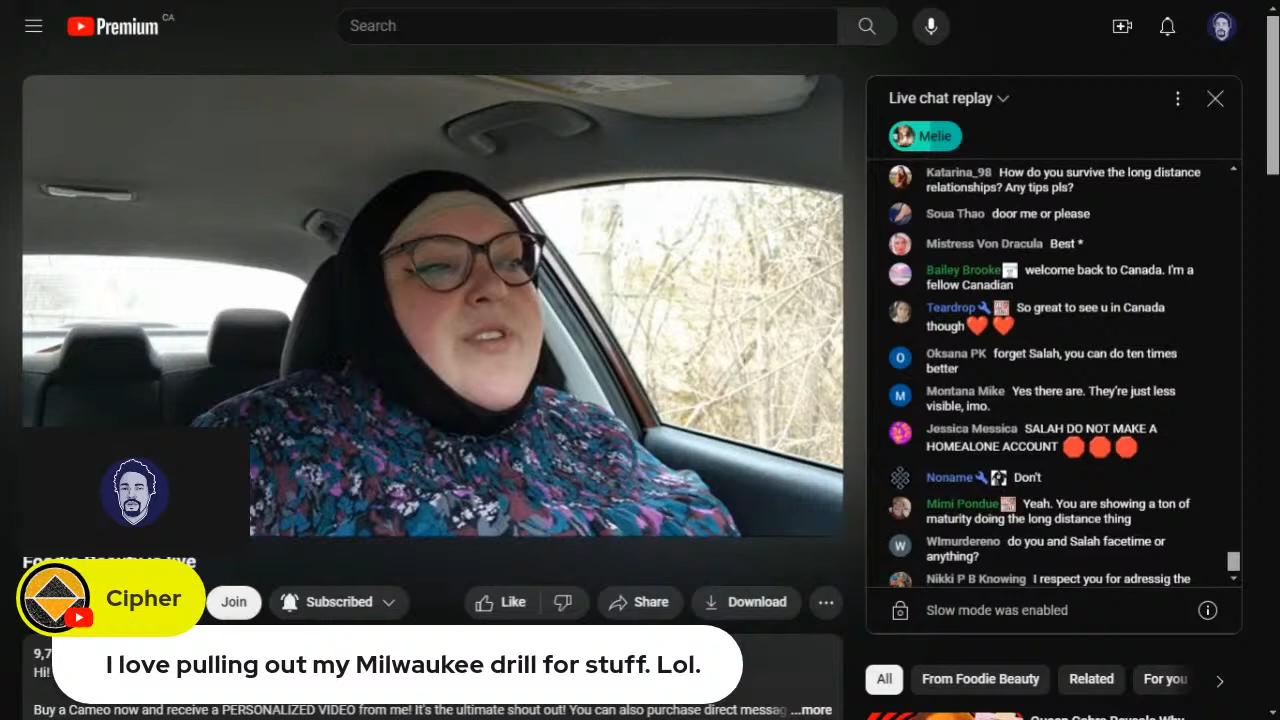 Premium CA
Search
Live chat replay
Melie
Katarina_98 How do you survive the long distance
relationships? Any tips pls?
Soua Thao door me or please
Mistress Von Dracula Best *
Bailey Brooke welcome back to Canada. I'm a
fellow Canadian
Teardrop So great to see u in Canada
though
O
Oksana PK forget Salah, you can do ten times
better
M
Montana Mike Yes there are. They're just less
visible, imo.
Jessica Messica SALAH DO NOT MAKE A
HOMEALONE ACCOUNT
Noname Don't
Mimi Pondue Yeah. You are showing a ton of
maturity doing the long distance thing
W
WImurdereno do you and Salah facetime or
anything?
Nikki P B Knowing I respect you for adressig the
Slow mode was enabled
Cipher
Join
Subscribed
Like
Share
Download
I love pulling out my Milwaukee drill for stuff. Lol.
9,7
Hi!
Buy a Cameo now and receive a PERSONALIZED VIDEO from me! It's the ultimate shout out! You can also purchase direct messag ...more
All
From Foodie Beauty
Related
For you